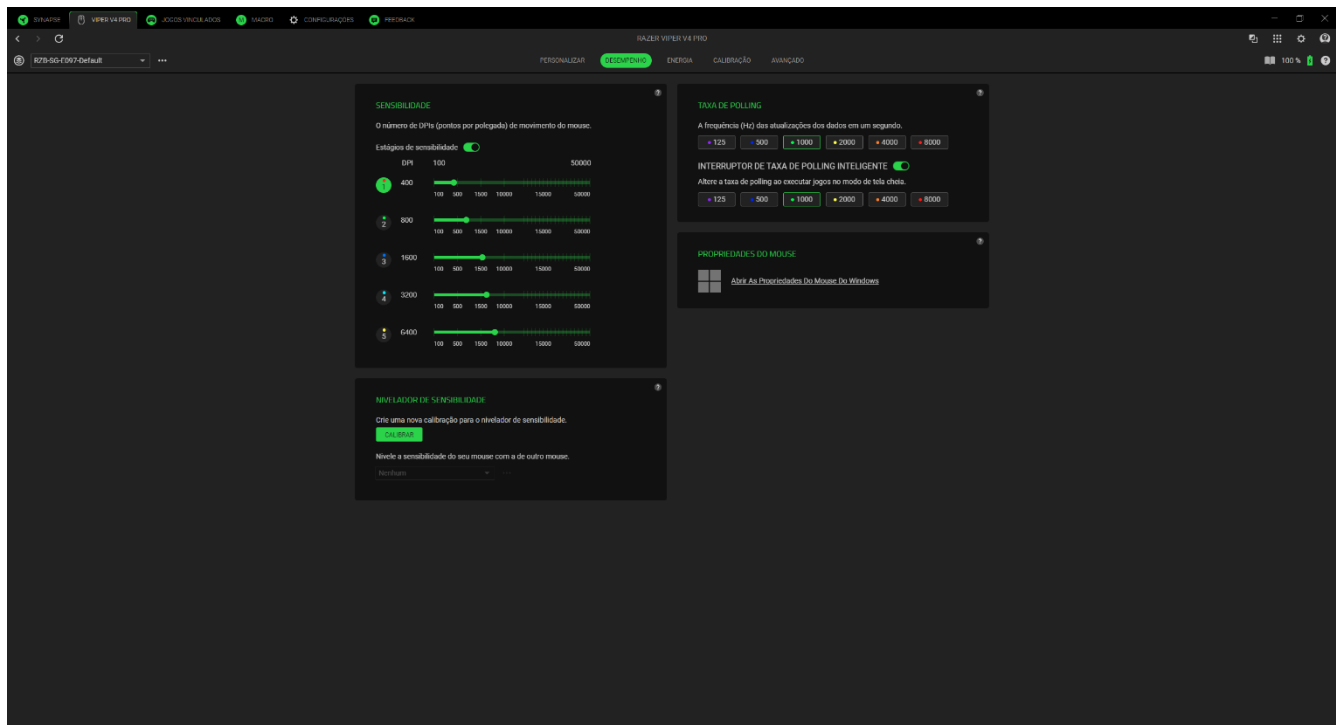 SYNAPSE VIPER V4 PRO JOGOS VINCULADOS MACRO CONFIGURAÇÕES FEEDBACK
RAZER VIPER V4 PRO
RZB-SG-E097-Default PERSONALIZAR DESEMPENHO ENERGIA CALIBRAÇÃO AVANÇADO 100 %
SENSIBILIDADE
O número de DPIs (pontos por polegada) de movimento do mouse.
Estágios de sensibilidade
DPI 100 50000
1 400
100 500 1500 10000 15000 50000
2 800
100 500 1500 10000 15000 50000
3 1600
100 500 1500 10000 15000 50000
4 3200
100 500 1500 10000 15000 50000
5 6400
100 500 1500 10000 15000 50000
NIVELADOR DE SENSIBILIDADE
Crie uma nova calibração para o nivelador de sensibilidade.
CALIBRAR
Nivele a sensibilidade do seu mouse com a de outro mouse.
Nenhum
TAXA DE POLLING
A frequência (Hz) das atualizações dos dados em um segundo.
125 500 1000 2000 4000 8000
INTERRUPTOR DE TAXA DE POLLING INTELIGENTE
Altere a taxa de polling ao executar jogos no modo de tela cheia.
125 500 1000 2000 4000 8000
PROPRIEDADES DO MOUSE
Abrir As Propriedades Do Mouse Do Windows